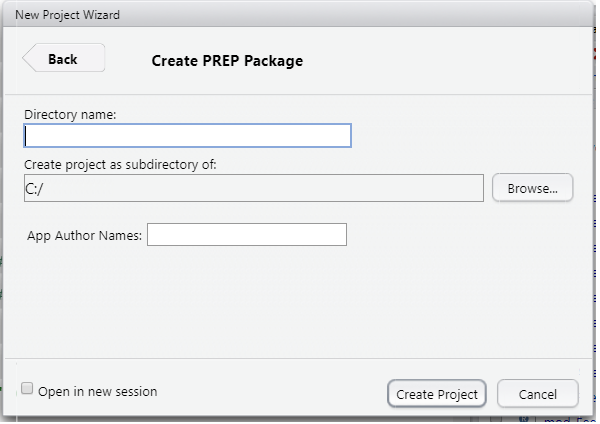 New Project Wizard
Back
Create PREP Package
Directory name:
Create project as subdirectory of:
C:/
Browse...
App Author Names:
Open in new session
Create Project
Cancel